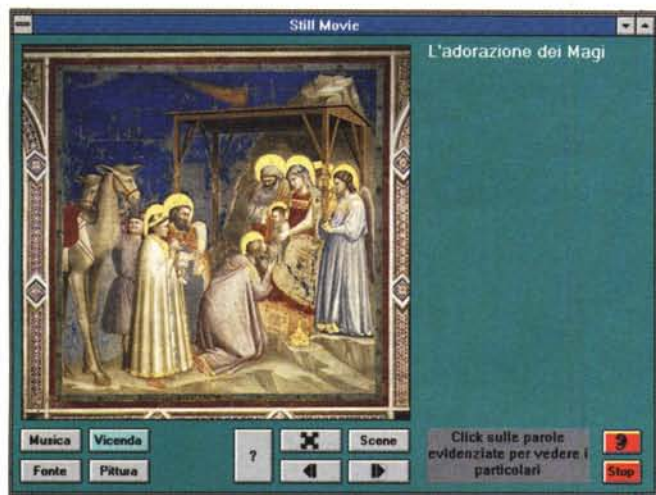 Still Movie
L'adorazione dei Magi
Musica
Vicenda
Scene
Click sulle parole
evidenziate per vedere i
particolari
?
Fonte
Pittura
Stop